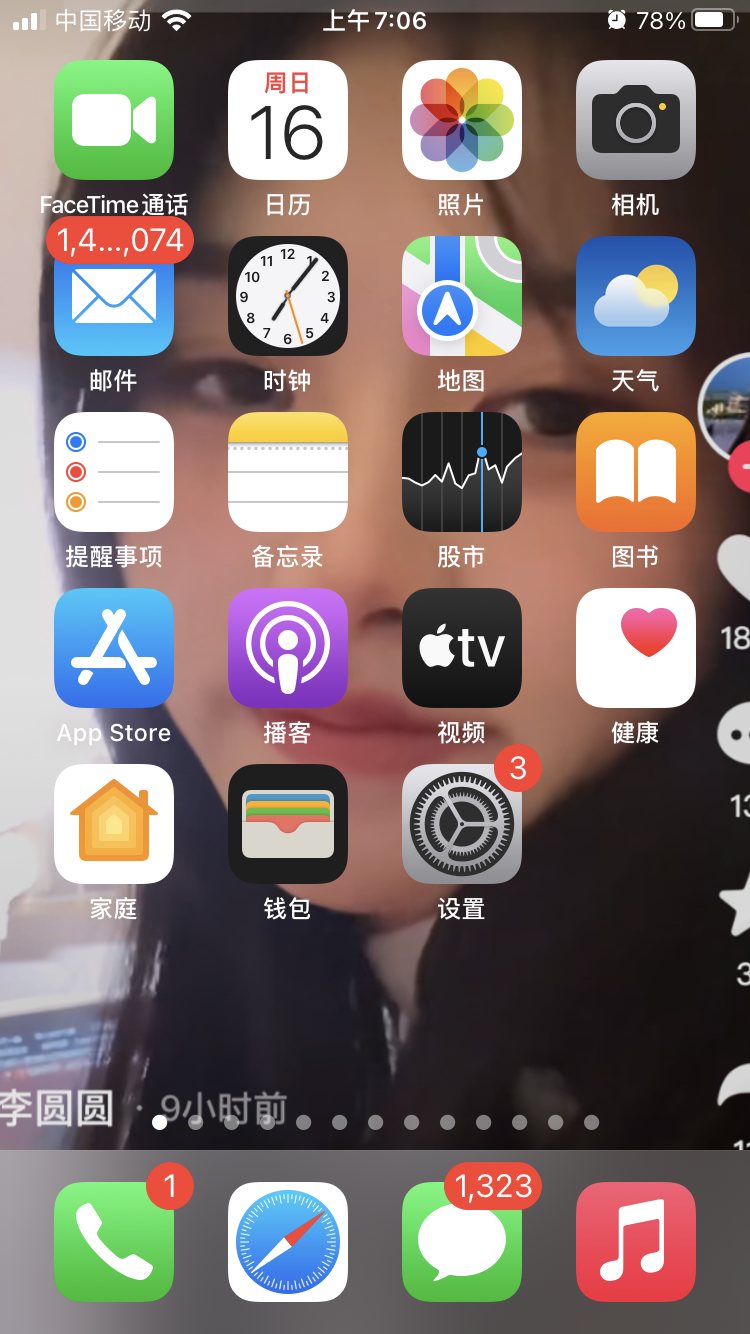 中国移动 上午7:06 78%
周日
16
FaceTime通话 日历 照片 相机
1,4...,074
12
11 1
10 2
9 3
8 4
7 5
6
邮件 时钟 地图 天气
提醒事项 备忘录 股市 图书
tv
18
App Store 播客 视频 健康
3
13
家庭 钱包 设置
3
李圆圆 · 9小时前
1 1,323